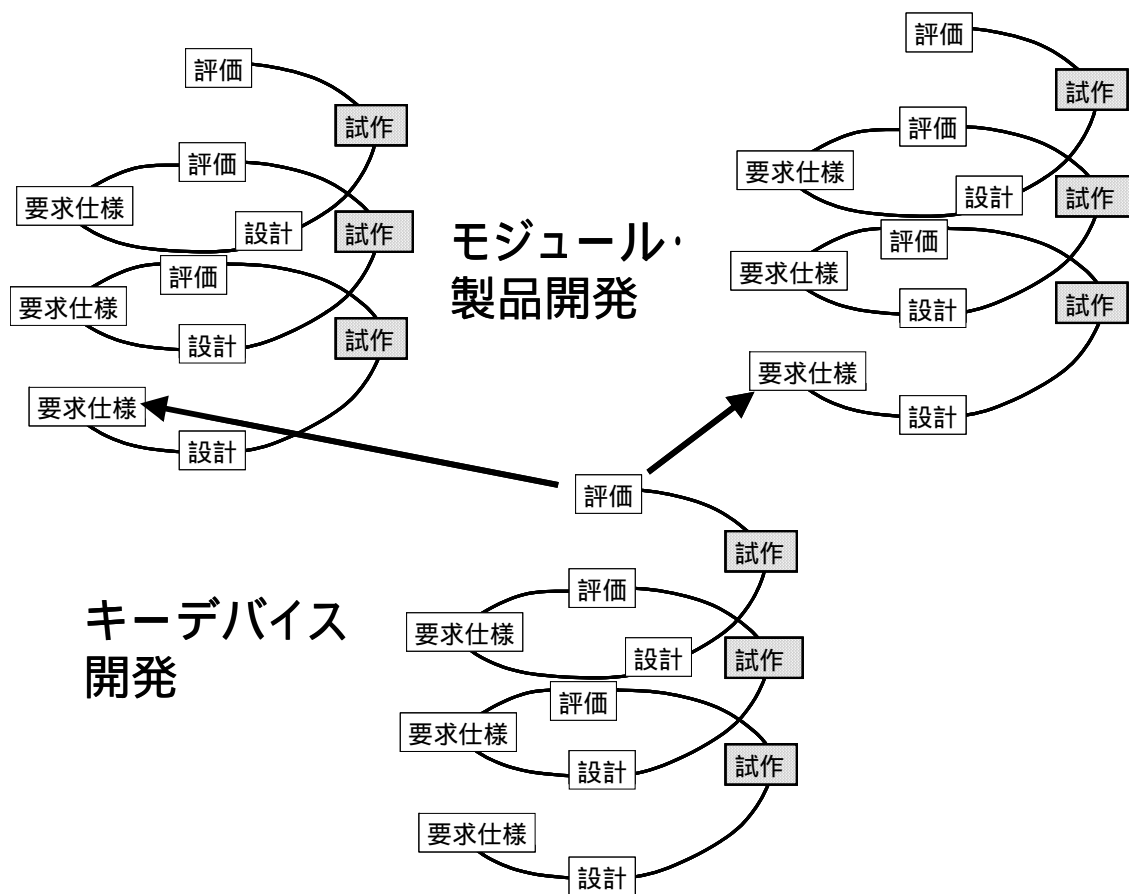 評価
試作
評価
要求仕様
設計
試作
評価
要求仕様
設計
試作
要求仕様
設計
モジュール・
製品開発
評価
試作
評価
要求仕様
設計
試作
評価
要求仕様
設計
試作
要求仕様
設計
キーデバイス
開発
評価
試作
評価
要求仕様
設計
試作
評価
要求仕様
設計
試作
要求仕様
設計